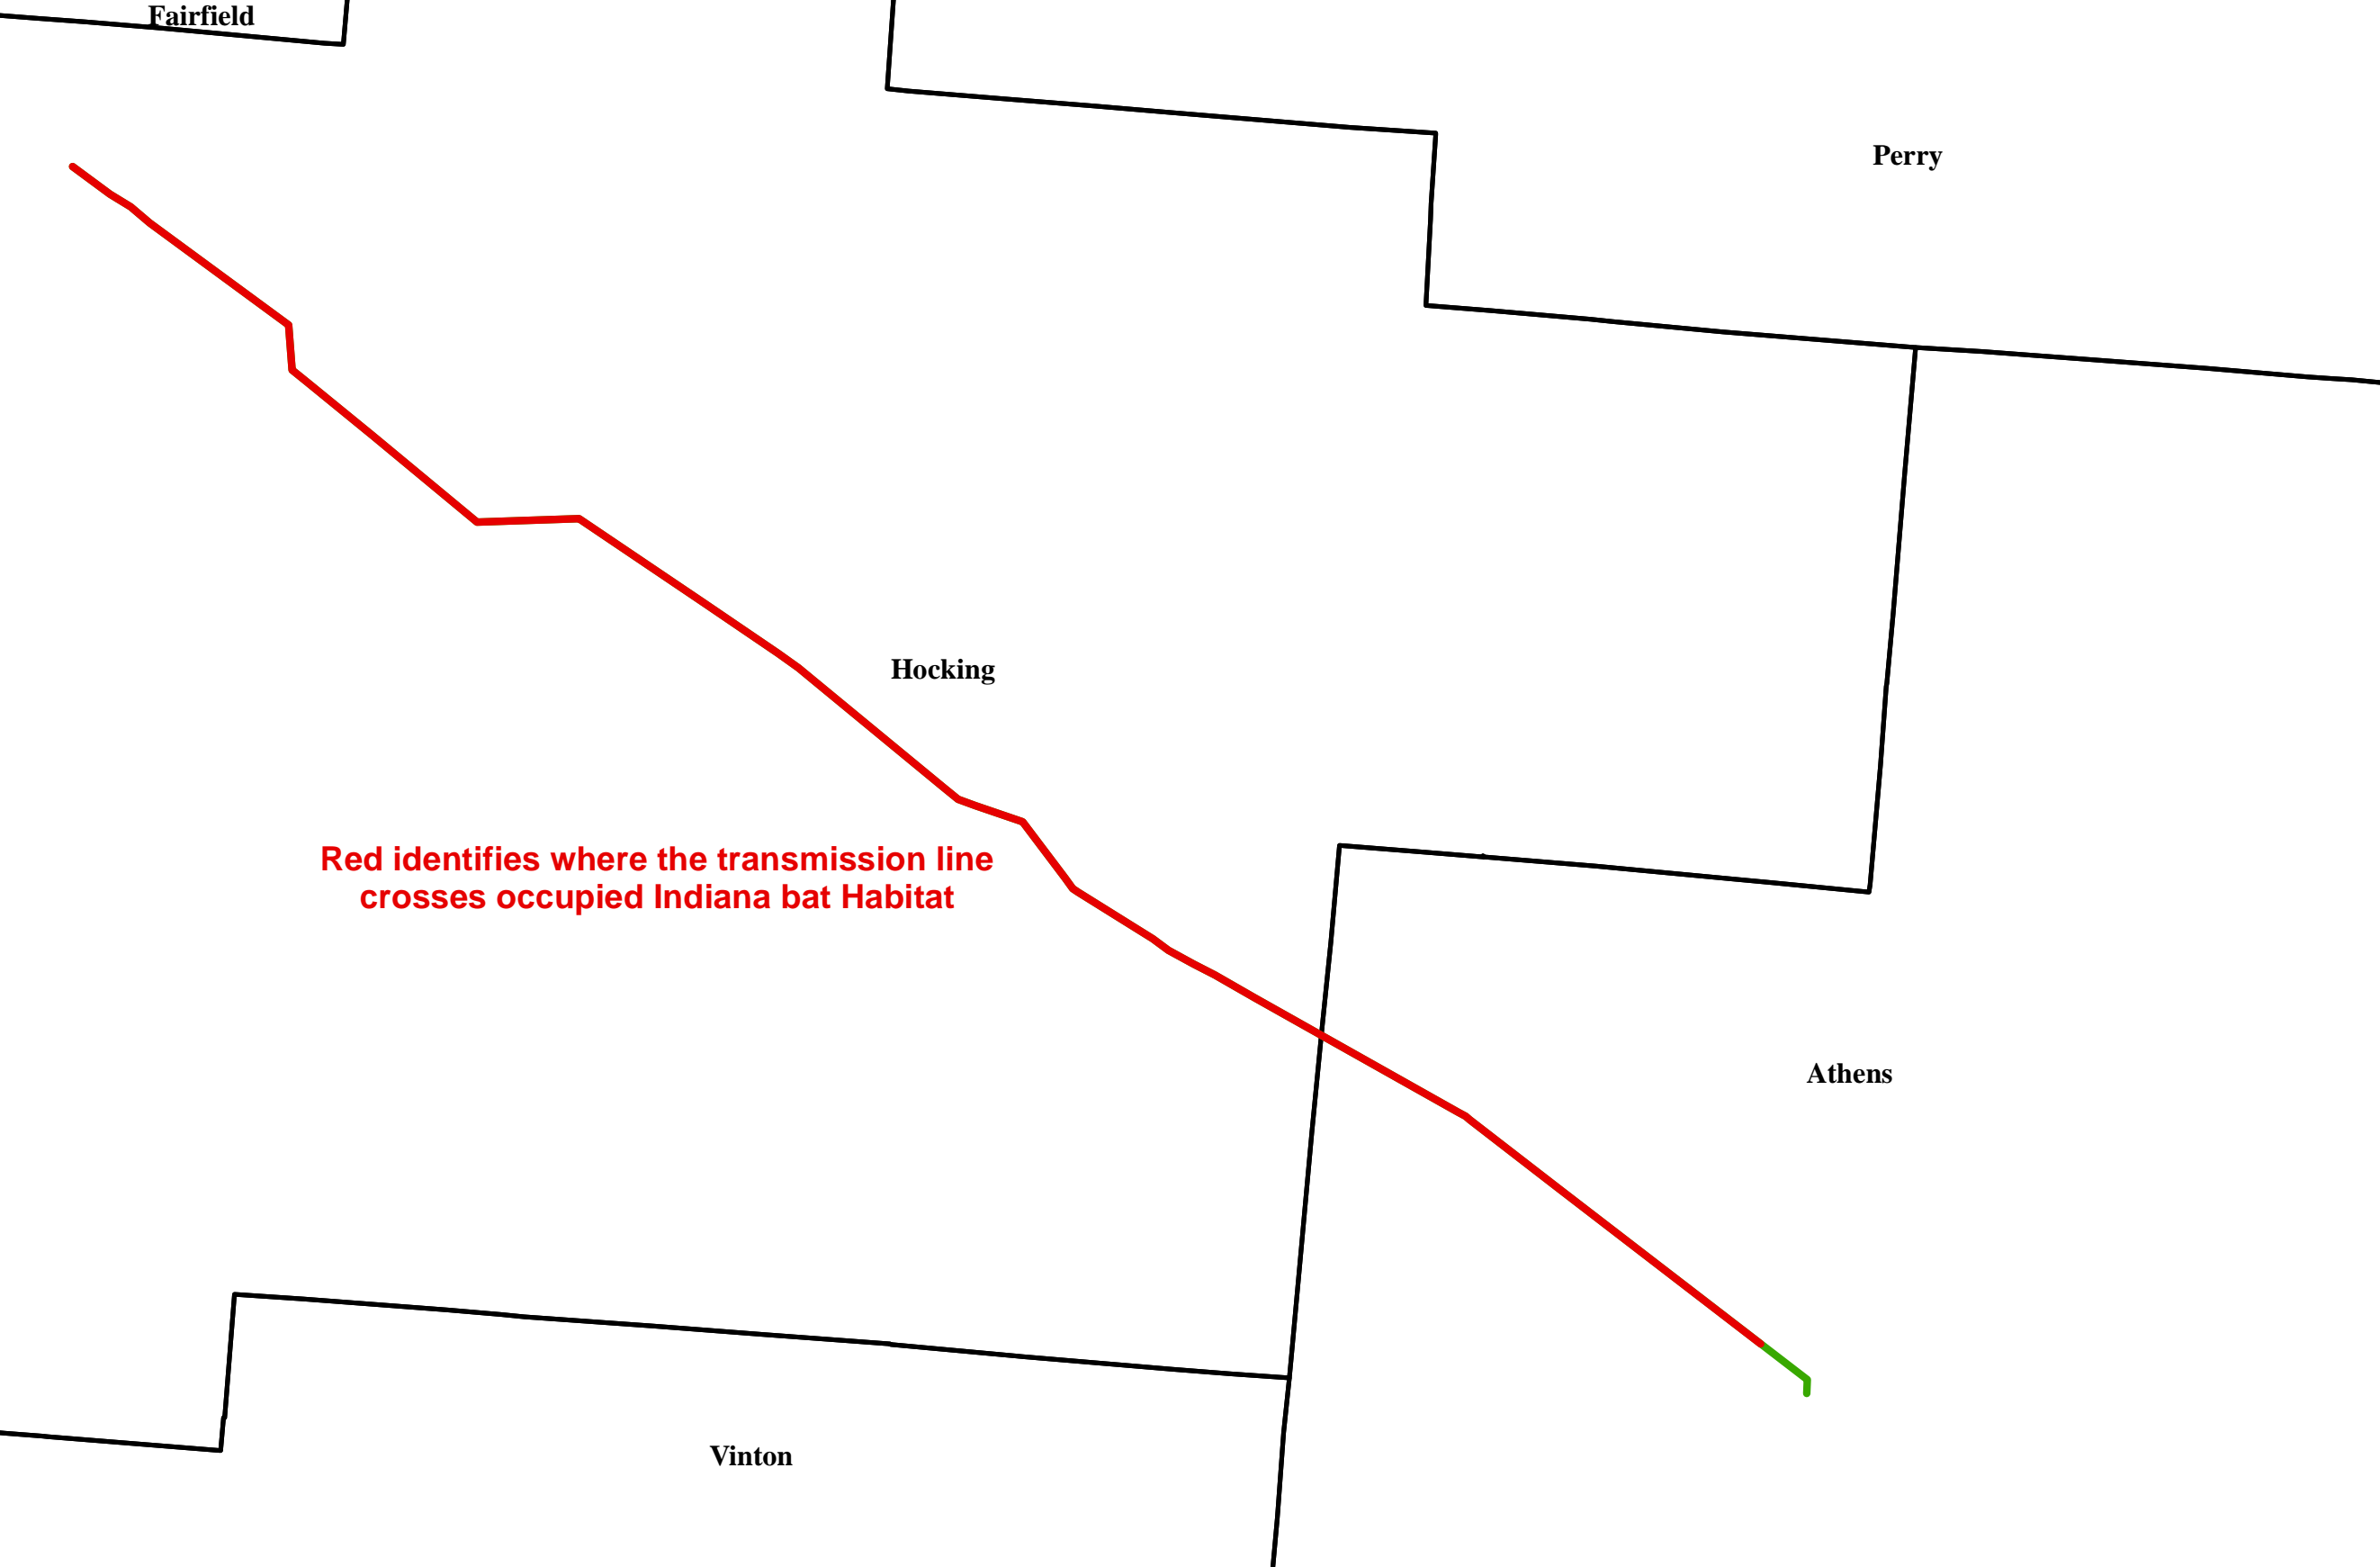 Fairfield
Perry
Hocking
Red identifies where the transmission line
crosses occupied Indiana bat Habitat
Athens
Vinton